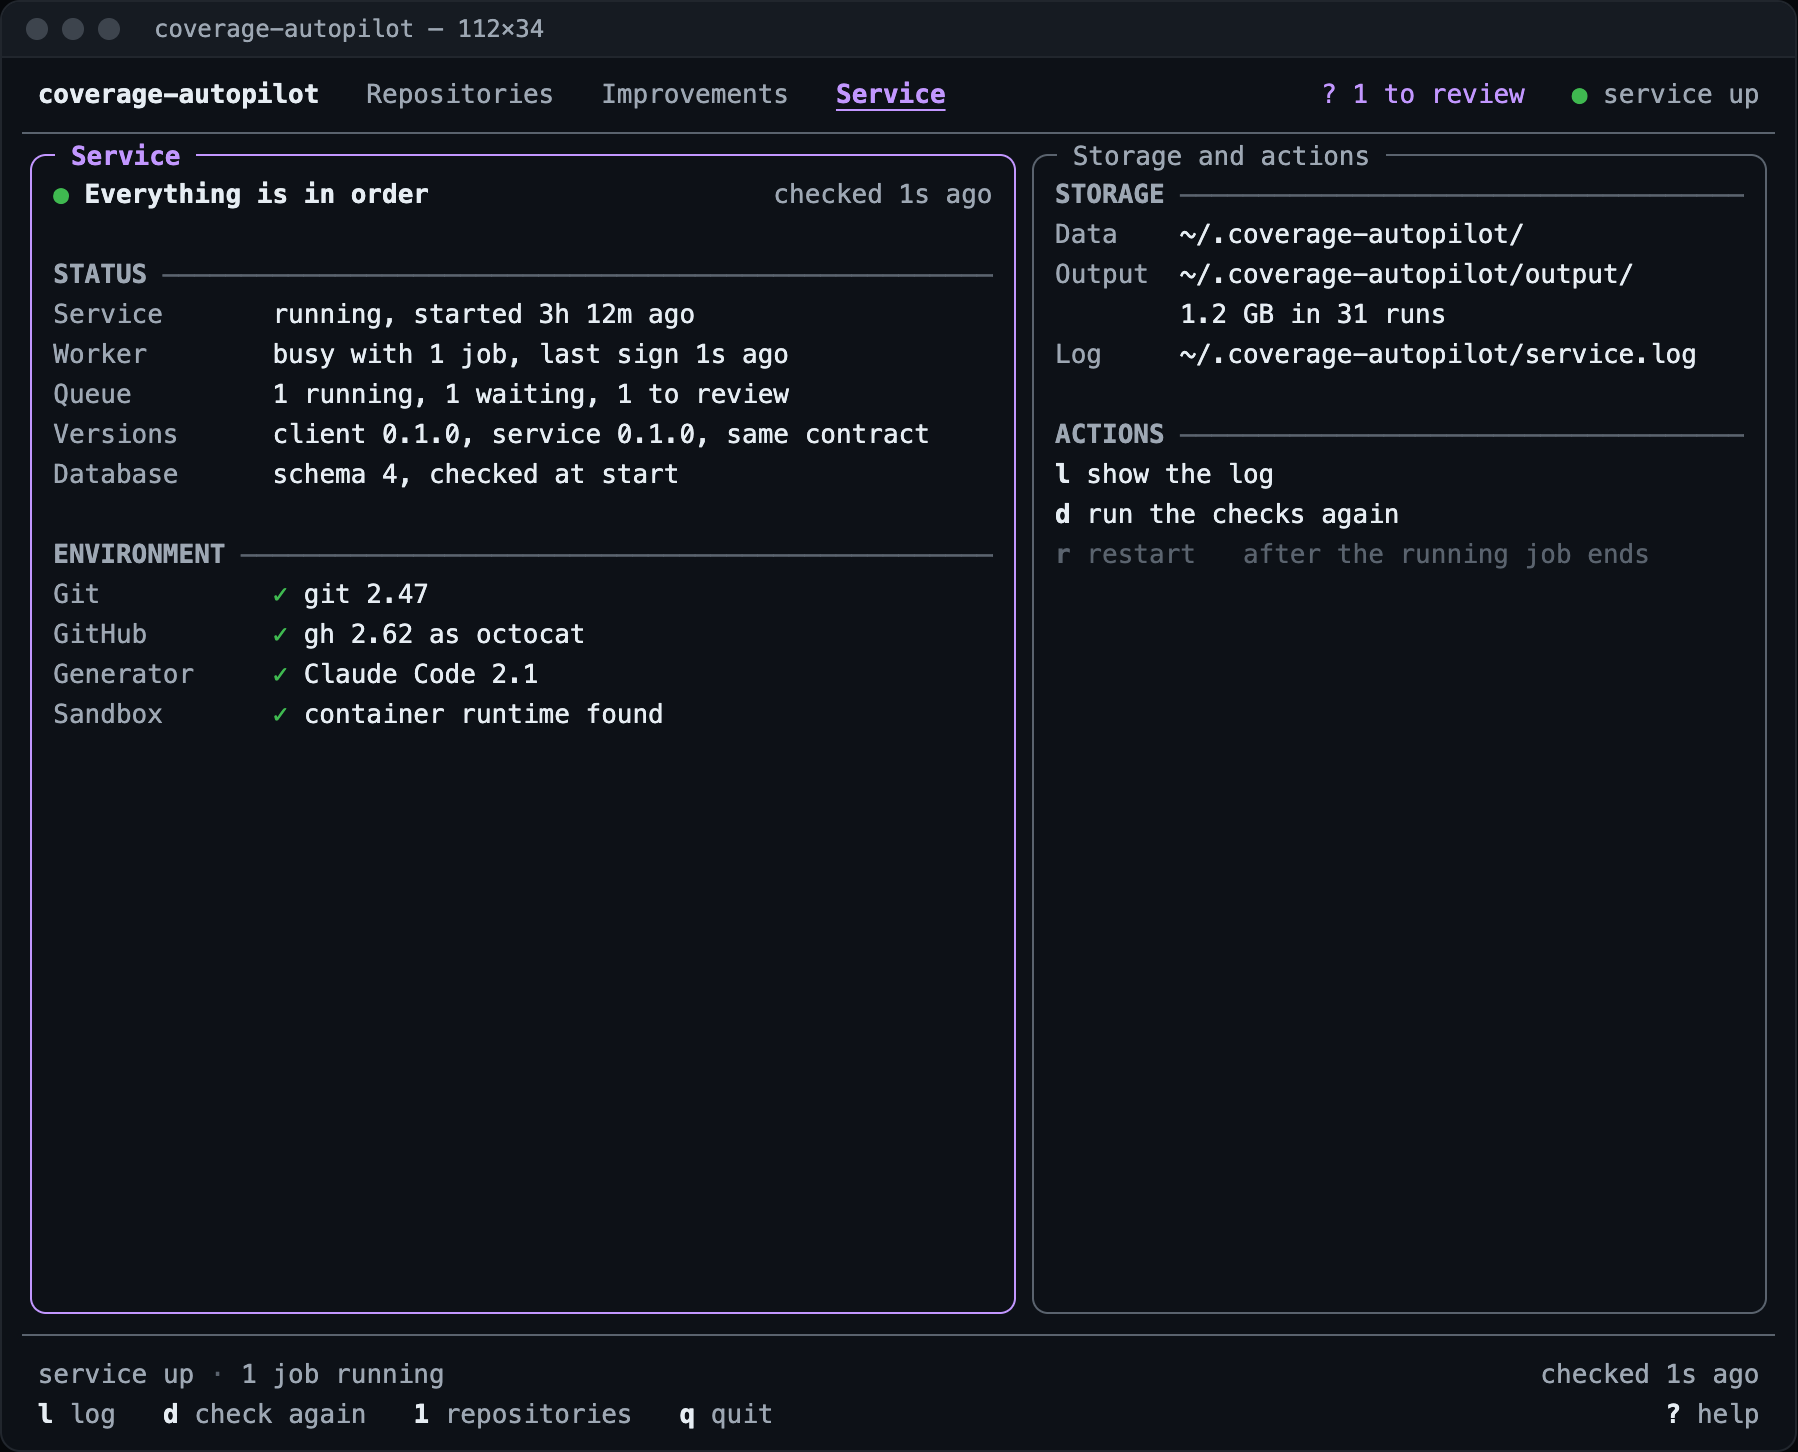 coverage-autopilot — 112×34
coverage-autopilot Repositories Improvements Service ? 1 to review ● service up
Service
● Everything is in order checked 1s ago
STATUS
Service running, started 3h 12m ago
Worker busy with 1 job, last sign 1s ago
Queue 1 running, 1 waiting, 1 to review
Versions client 0.1.0, service 0.1.0, same contract
Database schema 4, checked at start
ENVIRONMENT
Git ✓ git 2.47
GitHub ✓ gh 2.62 as octocat
Generator ✓ Claude Code 2.1
Sandbox ✓ container runtime found
Storage and actions
STORAGE
Data ~/.coverage-autopilot/
Output ~/.coverage-autopilot/output/
1.2 GB in 31 runs
Log ~/.coverage-autopilot/service.log
ACTIONS
l show the log
d run the checks again
r restart after the running job ends
service up · 1 job running checked 1s ago
l log d check again 1 repositories q quit ? help